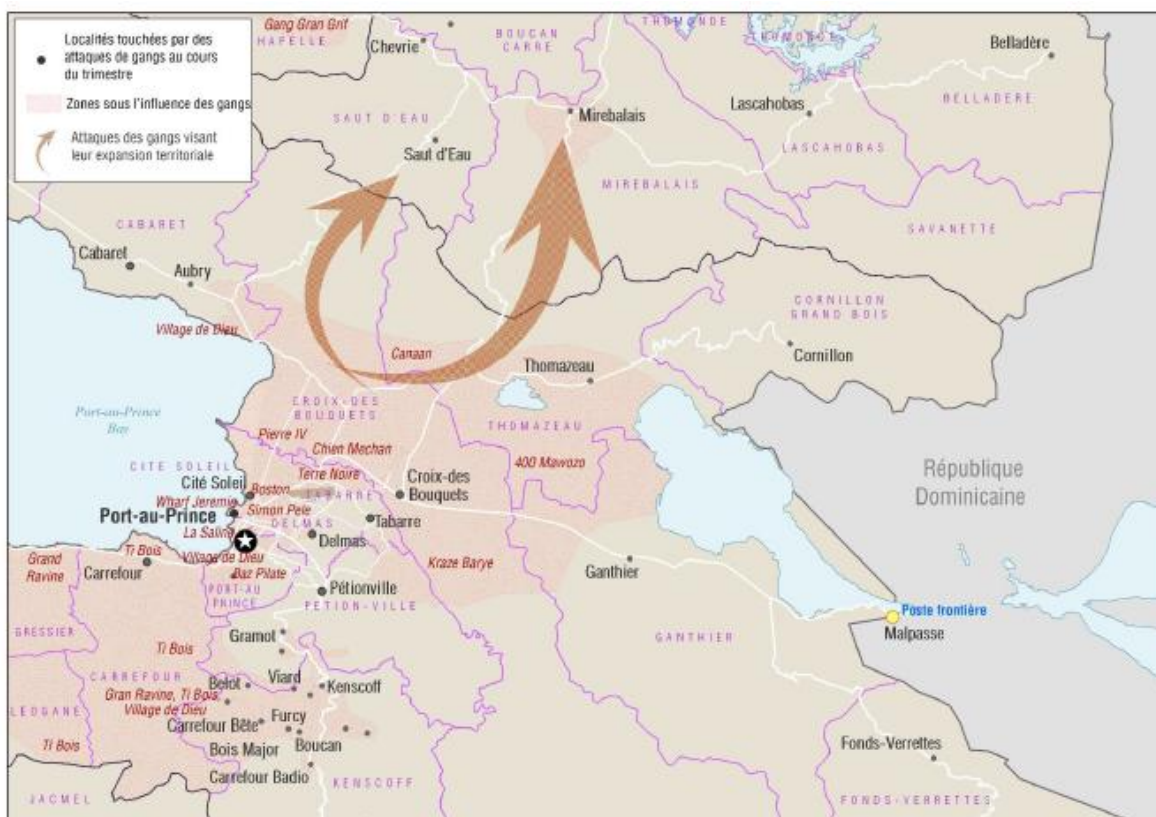 Localités touchées par des
attaques de gangs au cours
du trimestre
Zones sous l'influence des gangs
Attaques des gangs visant
leur expansion territoriale
Gang Gran Grif
HAPELLE
Chevrie
BOUCAN
CARRE
THOMONDE
THOMONDE
Belladère
Lascahobas
BELLADERE
Mirebalais
SAUT D'EAU
Saut d'Eau
LASCAHOBAS
MIREBALAIS
SAVANETTE
CABARET
Cabaret
Aubry
CORNILLON
GRAND BOIS
Village de Dieu
Canaan
Cornillon
Thomazeau
CROIX-DES
BOUQUETS
Port-au-Prince
Bay
THOMAZEAU
Pierre IV
Chien Mechan
CITE SOLEIL
Terre Noire
400 Mawozo
République
Dominicaine
Cité Soleil
Boston
TABARRE
Croix-des
Bouquets
Wharf Jeremie
Simon Pele
Port-au-Prince
DELMAS
Tabarre
La Saline
Delmas
Grand
Ravine
Ti Bois
Village de Dieu
Carrefour
Baz Pilate
Kraze Barye
Ganthier
PORT-AU
PRINCE
Pétionville
PETION-VILLE
Poste frontière
Malpasse
GRESSIER
Gramot
GANTHIER
Ti Bois
CARREFOUR
Viard
Belot
Kenscoff
Gran Ravine, Ti Bois
Village de Dieu
LEOGANE
Furcy
Carrefour Bête
Ti Bois
Bois Major
Boucan
Fonds-Verrettes
Carrefour Badio
KENSCOFF
JACMEL
FONDS-VERRETTES